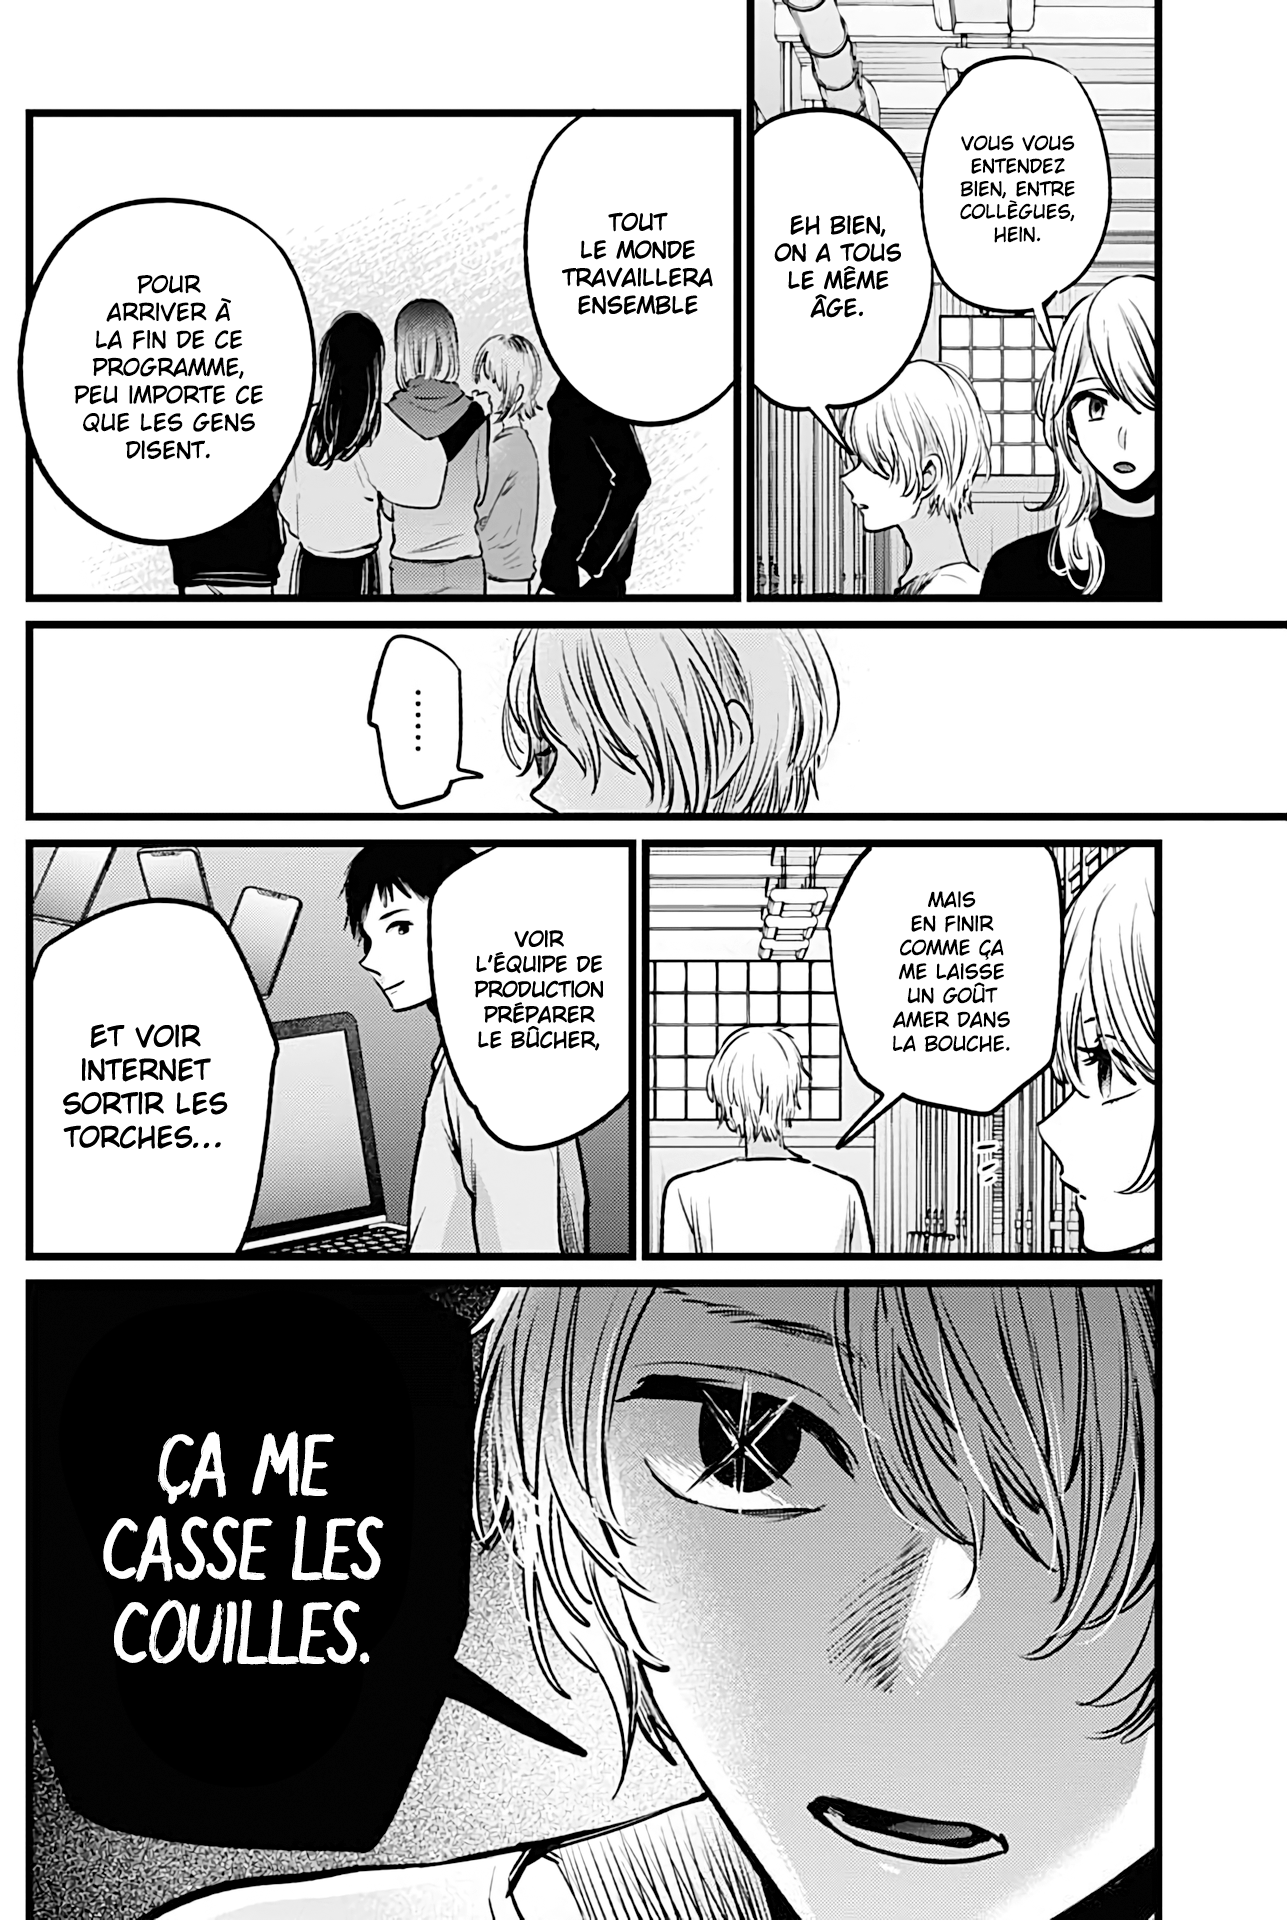 VOUS VOUS
ENTENDEZ
BIEN, ENTRE
COLLÈGUES,
HEIN.
EH BIEN,
ON A TOUS
LE MÊME
ÂGE.
TOUT
LE MONDE
TRAVAILLERA
ENSEMBLE
POUR
ARRIVER À
LA FIN DE CE
PROGRAMME,
PEU IMPORTE CE
QUE LES GENS
DISENT.
.......
MAIS
EN FINIR
COMME ÇA
ME LAISSE
UN GOÛT
AMER DANS
LA BOUCHE.
VOIR
L'ÉQUIPE DE
PRODUCTION
PRÉPARER
LE BÛCHER,
ET VOIR
INTERNET
SORTIR LES
TORCHES...
ÇA ME
CASSE LES
COUILLES.